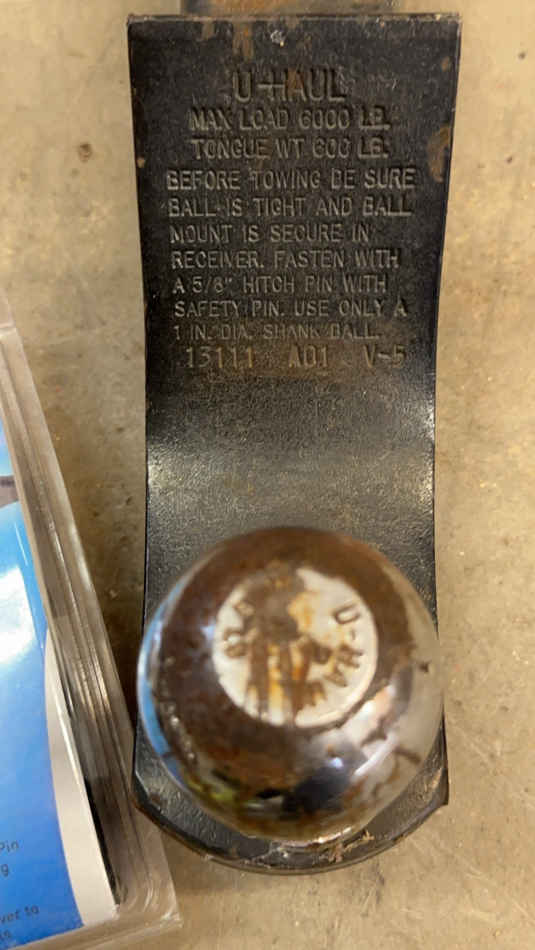 U-HAUL
MAX LOAD 6000 LB.
TONGUE WT 600 LB.
BEFORE TOWING BE SURE
BALL IS TIGHT AND BALL
MOUNT IS SECURE IN
RECEIVER. FASTEN WITH
A 5/8" HITCH PIN WITH
SAFETY PIN. USE ONLY A
1 IN. DIA. SHANK BALL.
13111 A01 V-5
U-HA
Pin